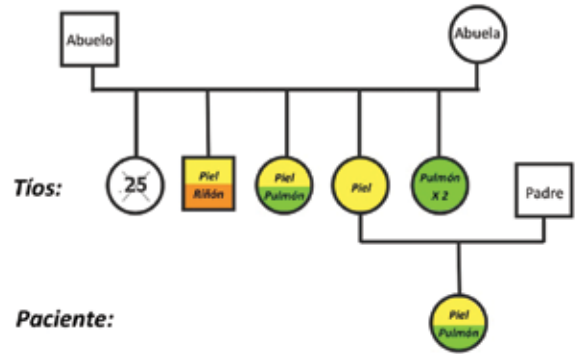 Abuelo
Abuela
Tíos:
25
Piel
Riñón
Piel
Pulmón
Piel
Pulmón
X 2
Padre
Paciente:
Piel
Pulmón